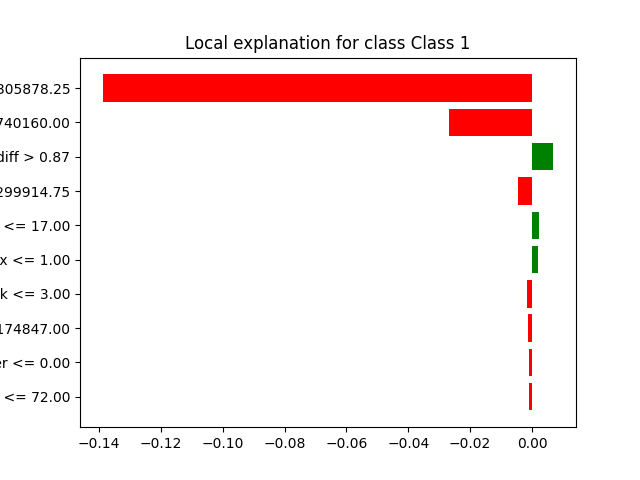 Local explanation for class Class 1
305878.25
740160.00
diff > 0.87
299914.75
<= 17.00
x <= 1.00
k <= 3.00
174847.00
er <= 0.00
<= 72.00
−0.14 −0.12 −0.10 −0.08 −0.06 −0.04 −0.02 0.00